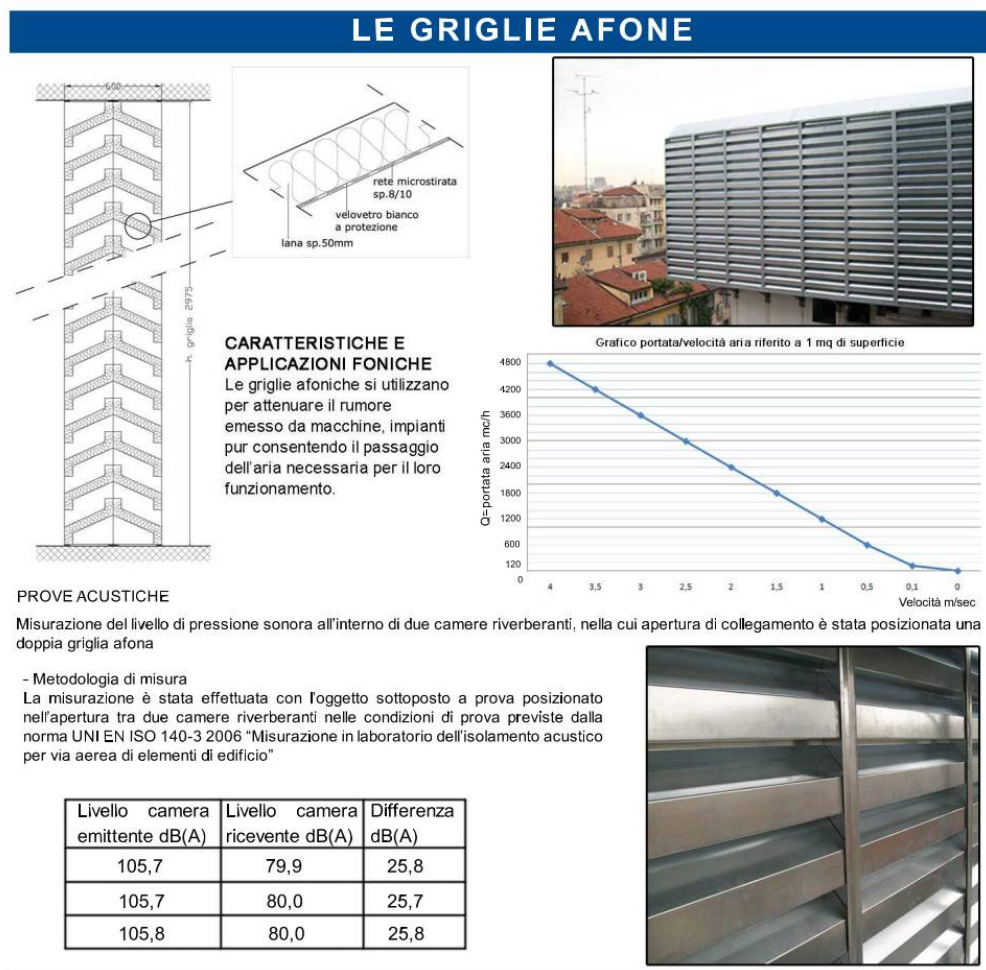 LE GRIGLIE AFONE
600
h. griglia 2975
rete microstirata
sp.8/10
velovetro bianco
a protezione
lana sp.50mm
CARATTERISTICHE E
APPLICAZIONI FONICHE
Le griglie afoniche si utilizzano
per attenuare il rumore
emesso da macchine, impianti
pur consentendo il passaggio
dell'aria necessaria per il loro
funzionamento.
Grafico portata/velocità aria riferito a 1 mq di superficie
Q=portata aria mc/h
4800
4200
3600
3000
2400
1800
1200
600
120
0
4 3,5 3 2,5 2 1,5 1 0,5 0,1 0
Velocità m/sec
PROVE ACUSTICHE
Misurazione del livello di pressione sonora all'interno di due camere riverberanti, nella cui apertura di collegamento è stata posizionata una
doppia griglia afona
- Metodologia di misura
La misurazione è stata effettuata con l'oggetto sottoposto a prova posizionato
nell'apertura tra due camere riverberanti nelle condizioni di prova previste dalla
norma UNI EN ISO 140-3 2006 "Misurazione in laboratorio dell'isolamento acustico
per via aerea di elementi di edificio"
Livello camera emittente dB(A) Livello camera ricevente dB(A) Differenza dB(A)
105,7 79,9 25,8
105,7 80,0 25,7
105,8 80,0 25,8